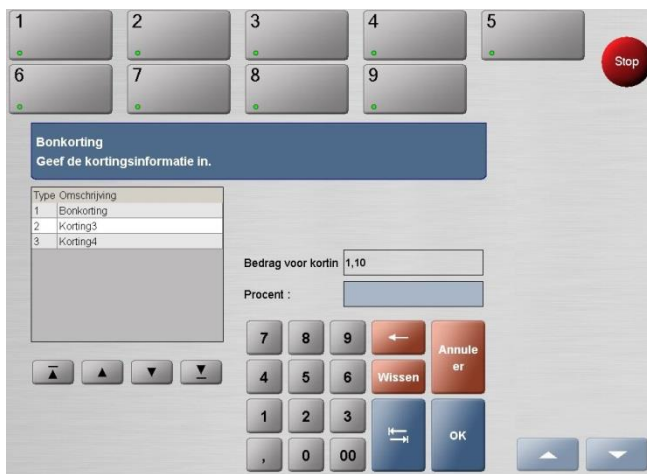 1
2
3
4
5
Stop
6
7
8
9
Bonkorting
Geef de kortingsinformatie in.
Type Omschrijving
1 Bonkorting
2 Korting3
3 Korting4
Bedrag voor kortin 1,10
Procent :
7 8 9
Annule
er
4 5 6 Wissen
1 2 3
OK
, 0 00